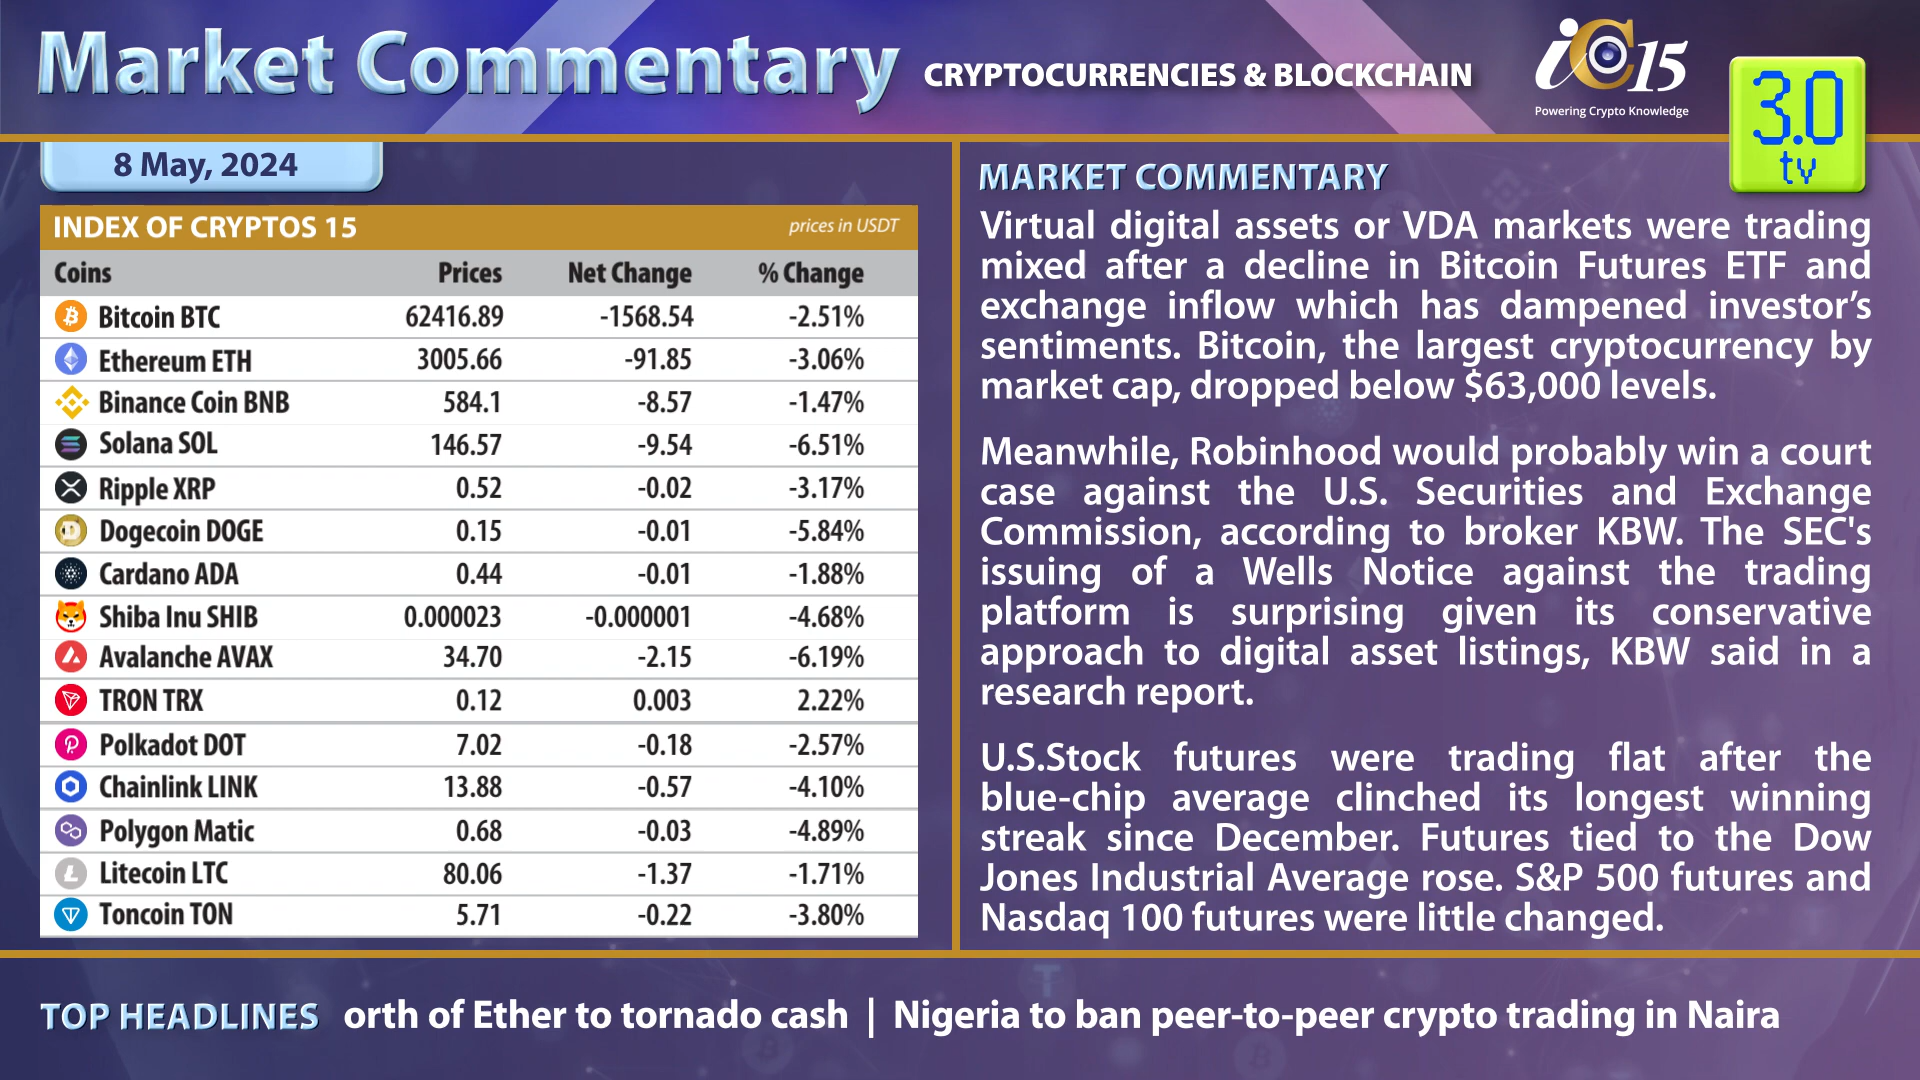 Market Commentary CRYPTOCURRENCIES & BLOCKCHAIN
iC15
Powering Crypto Knowledge
3.0
tv
8 May, 2024
INDEX OF CRYPTOS 15 prices in USDT
Coins Prices Net Change % Change
Bitcoin BTC 62416.89 -1568.54 -2.51%
Ethereum ETH 3005.66 -91.85 -3.06%
Binance Coin BNB 584.1 -8.57 -1.47%
Solana SOL 146.57 -9.54 -6.51%
Ripple XRP 0.52 -0.02 -3.17%
Dogecoin DOGE 0.15 -0.01 -5.84%
Cardano ADA 0.44 -0.01 -1.88%
Shiba Inu SHIB 0.000023 -0.000001 -4.68%
Avalanche AVAX 34.70 -2.15 -6.19%
TRON TRX 0.12 0.003 2.22%
Polkadot DOT 7.02 -0.18 -2.57%
Chainlink LINK 13.88 -0.57 -4.10%
Polygon Matic 0.68 -0.03 -4.89%
Litecoin LTC 80.06 -1.37 -1.71%
Toncoin TON 5.71 -0.22 -3.80%
MARKET COMMENTARY
Virtual digital assets or VDA markets were trading
mixed after a decline in Bitcoin Futures ETF and
exchange inflow which has dampened investor’s
sentiments. Bitcoin, the largest cryptocurrency by
market cap, dropped below $63,000 levels.
Meanwhile, Robinhood would probably win a court
case against the U.S. Securities and Exchange
Commission, according to broker KBW. The SEC's
issuing of a Wells Notice against the trading
platform is surprising given its conservative
approach to digital asset listings, KBW said in a
research report.
U.S.Stock futures were trading flat after the
blue-chip average clinched its longest winning
streak since December. Futures tied to the Dow
Jones Industrial Average rose. S&P 500 futures and
Nasdaq 100 futures were little changed.
TOP HEADLINES orth of Ether to tornado cash | Nigeria to ban peer-to-peer crypto trading in Naira